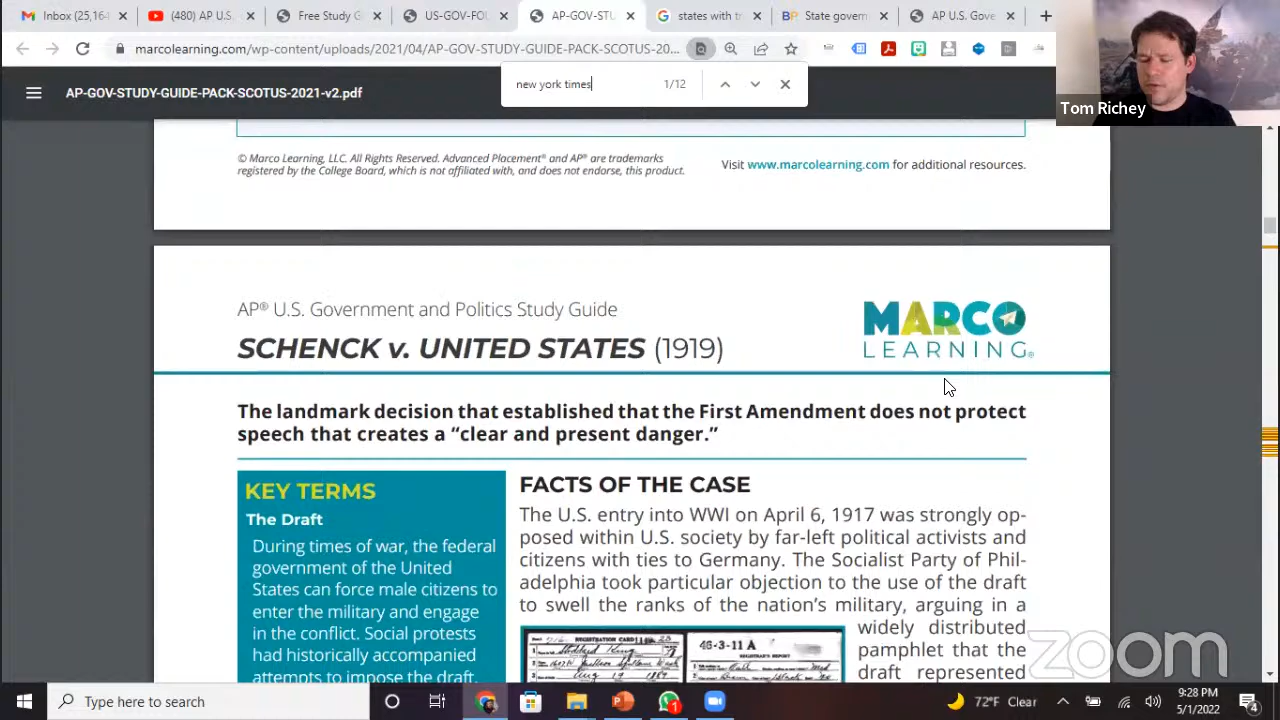 Inbox (25,164
(480) AP U.S.
Free Study G
US-GOV-FOU
AP-GOV-STU
states with t
State govern
AP U.S. Gove
marcolearning.com/wp-content/uploads/2021/04/AP-GOV-STUDY-GUIDE-PACK-SCOTUS-20...
new york times
1/12
AP-GOV-STUDY-GUIDE-PACK-SCOTUS-2021-v2.pdf
Tom Richey
© Marco Learning, LLC. All Rights Reserved. Advanced Placement® and AP® are trademarks
registered by the College Board, which is not affiliated with, and does not endorse, this product.
Visit www.marcolearning.com for additional resources.
AP® U.S. Government and Politics Study Guide
SCHENCK v. UNITED STATES (1919)
MARCO
LEARNING®
The landmark decision that established that the First Amendment does not protect
speech that creates a “clear and present danger.”
KEY TERMS
The Draft
During times of war, the federal
government of the United
States can force male citizens to
enter the military and engage
in the conflict. Social protests
had historically accompanied
attempts to impose the draft.
FACTS OF THE CASE
The U.S. entry into WWI on April 6, 1917 was strongly op-
posed within U.S. society by far-left political activists and
citizens with ties to Germany. The Socialist Party of Phil-
adelphia took particular objection to the use of the draft
to swell the ranks of the nation’s military, arguing in a
widely distributed
pamphlet that the
draft represented
REGISTRATION CARD
46-3-11 A
REGISTRAR'S REPORT
zoom
Type here to search
1
72°F Clear
9:28 PM
5/1/2022
4